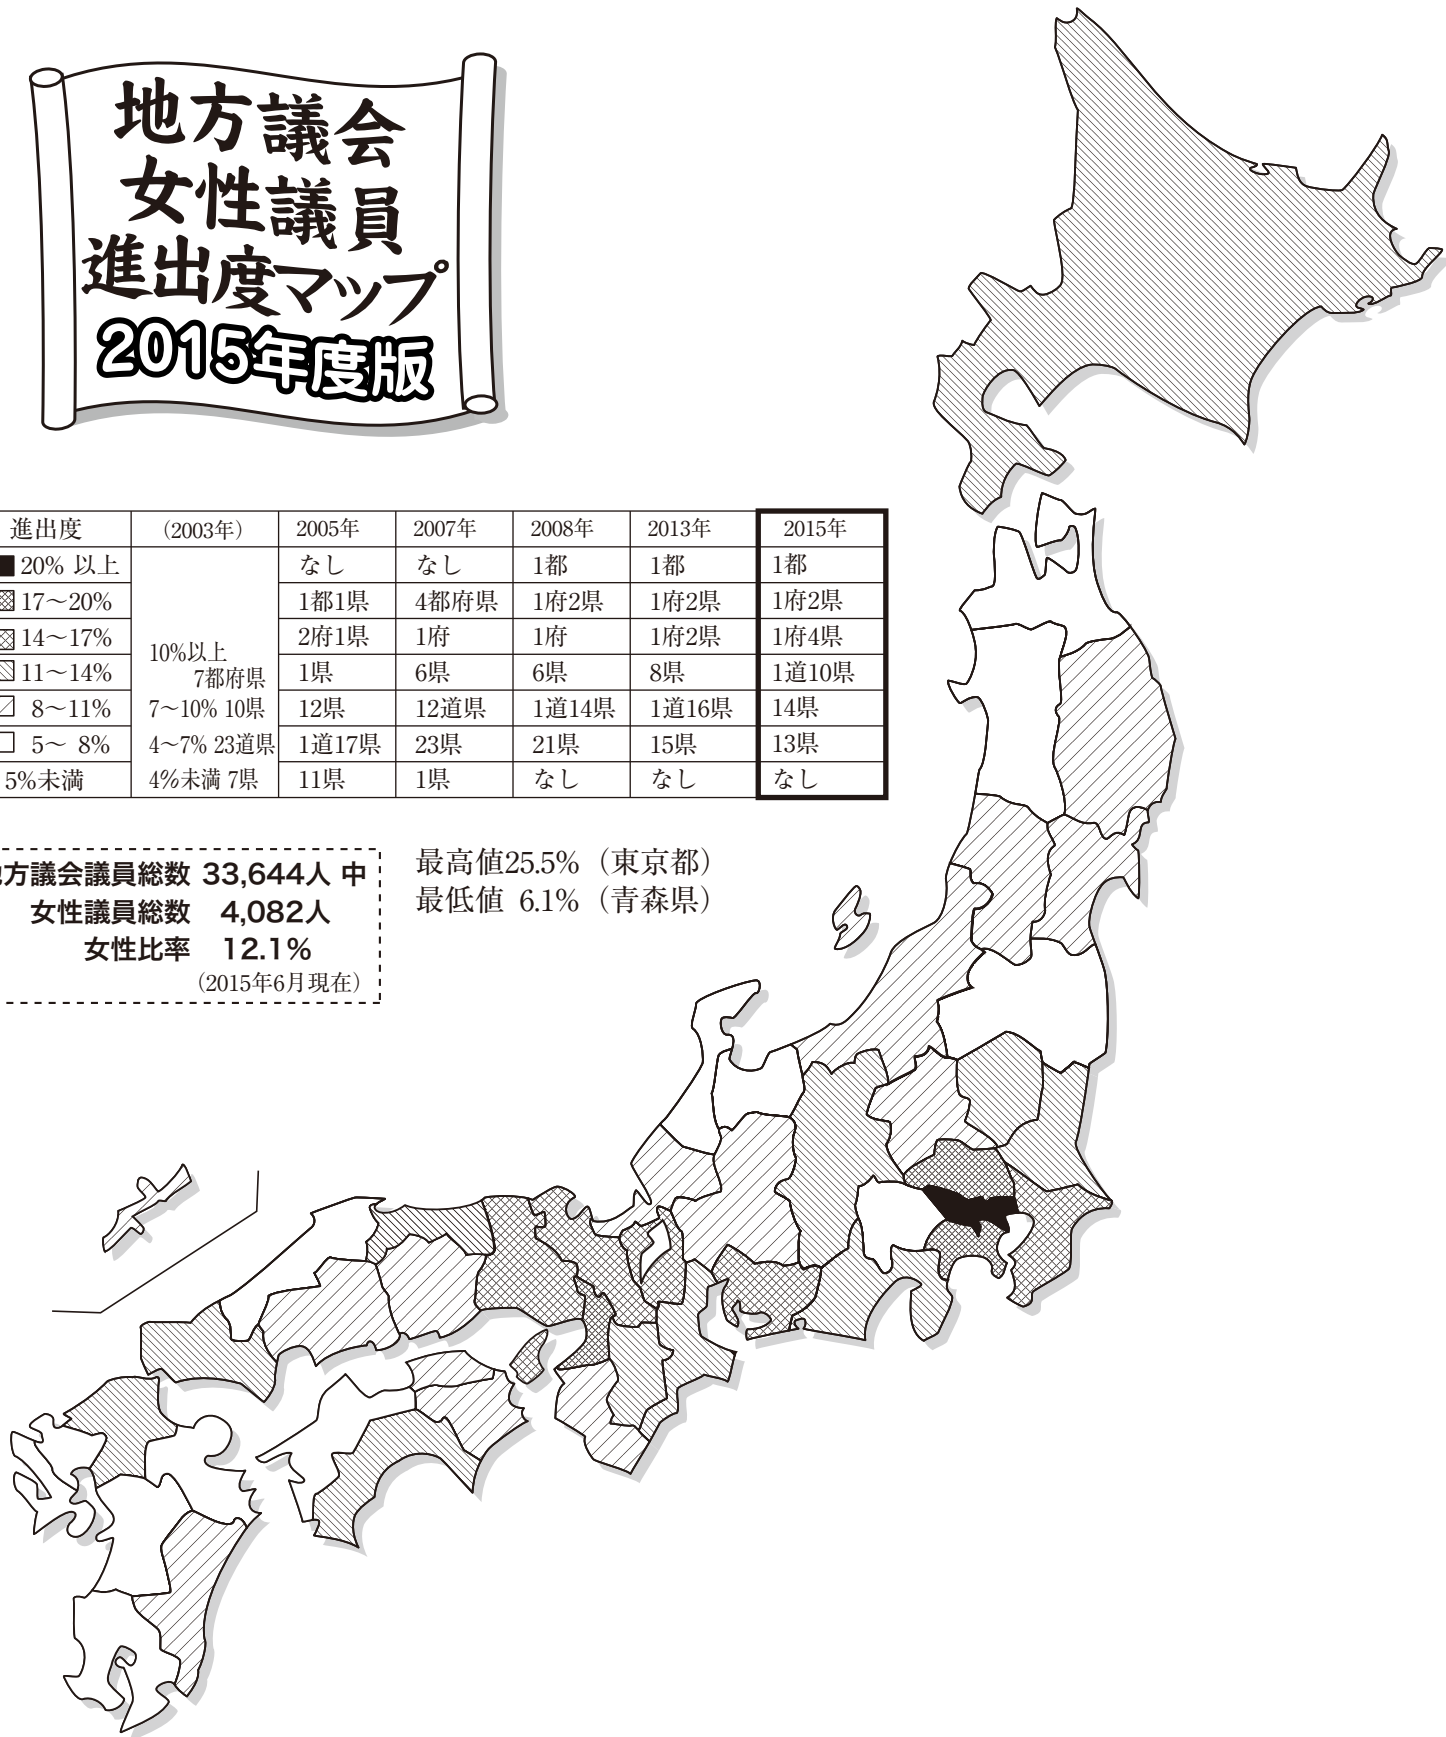 地方議会
女性議員
進出度マップ
2015年度版
進出度 (2003年) 2005年 2007年 2008年 2013年 2015年
20% 以上 なし なし 1都 1都 1都
17〜20% 1都1県 4都府県 1府2県 1府2県 1府2県
14〜17% 2府1県 1府 1府 1府2県 1府4県
10%以上
7都府県
11〜14% 1県 6県 6県 8県 1道10県
8〜11% 7〜10% 10県 12県 12道県 1道14県 1道16県 14県
5〜 8% 4〜7% 23道県 1道17県 23県 21県 15県 13県
5%未満 4%未満 7県 11県 1県 なし なし なし
方議会議員総数 33,644人 中
女性議員総数 4,082人
女性比率 12.1%
(2015年6月現在)
最高値25.5%（東京都）
最低値 6.1%（青森県）